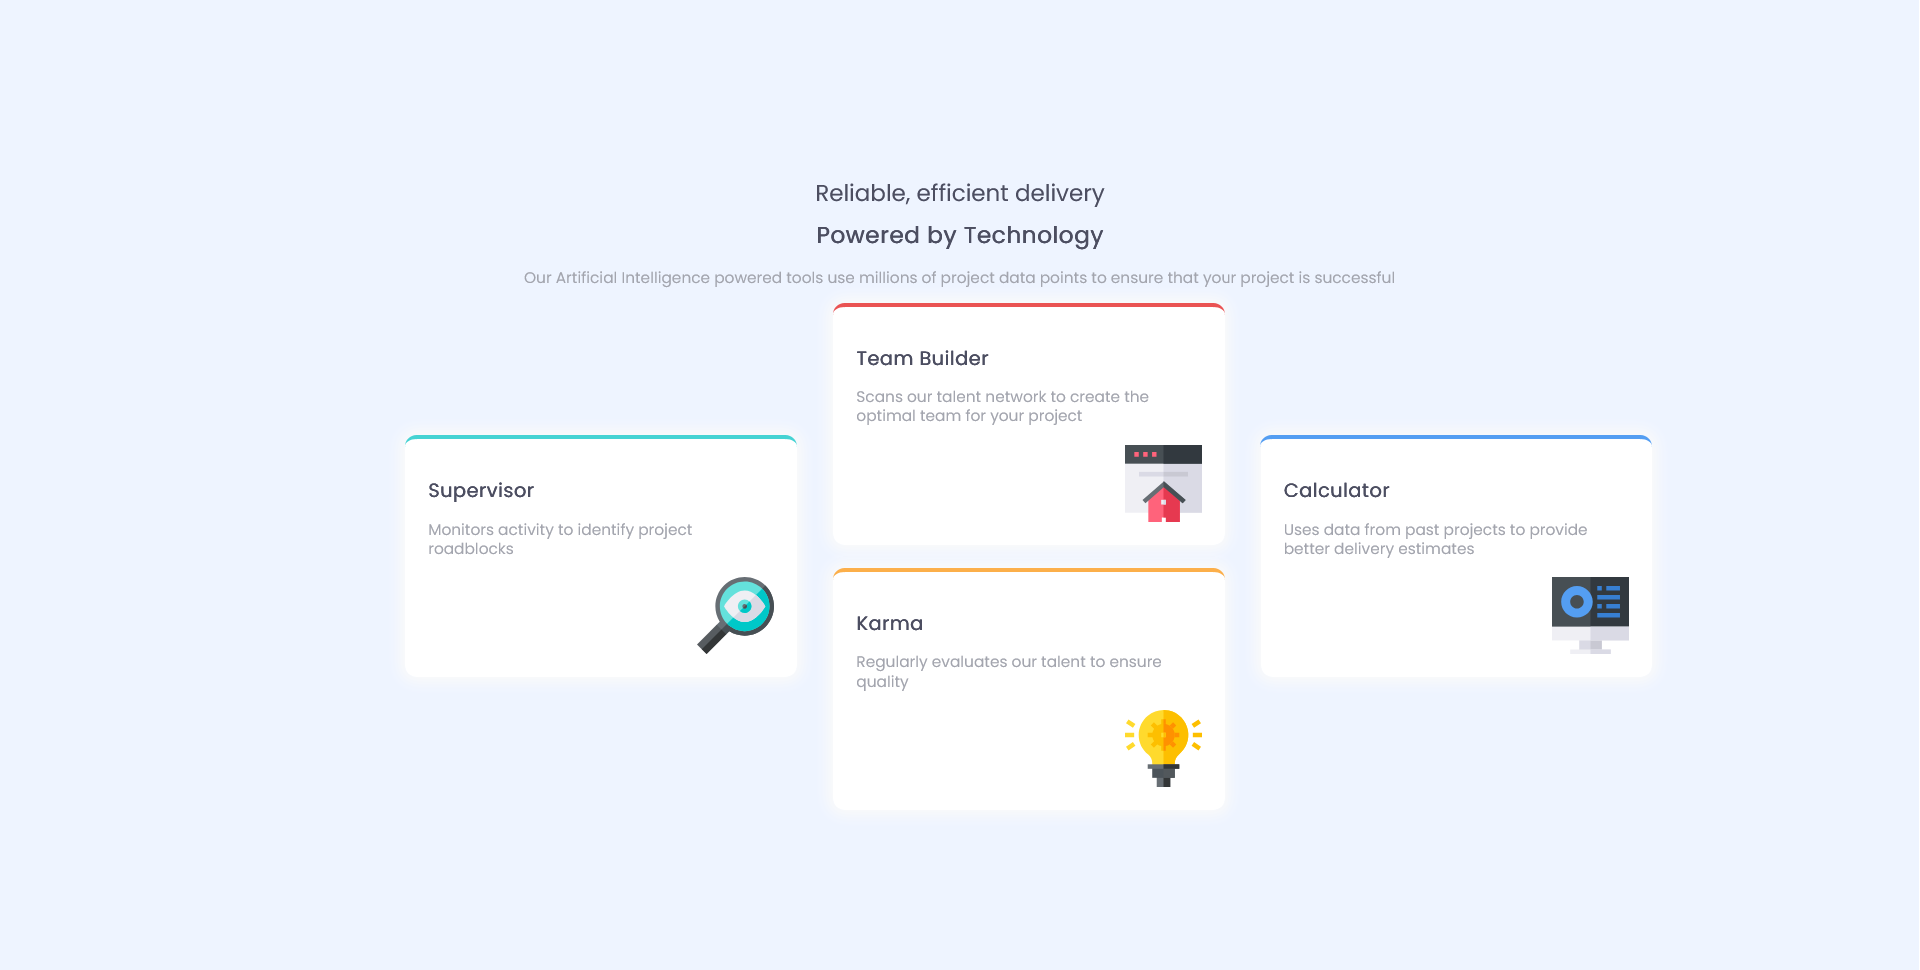 Reliable, efficient delivery
Powered by Technology
Our Artificial Intelligence powered tools use millions of project data points to ensure that your project is successful
Supervisor
Monitors activity to identify project
roadblocks
Team Builder
Scans our talent network to create the
optimal team for your project
Karma
Regularly evaluates our talent to ensure
quality
Calculator
Uses data from past projects to provide
better delivery estimates